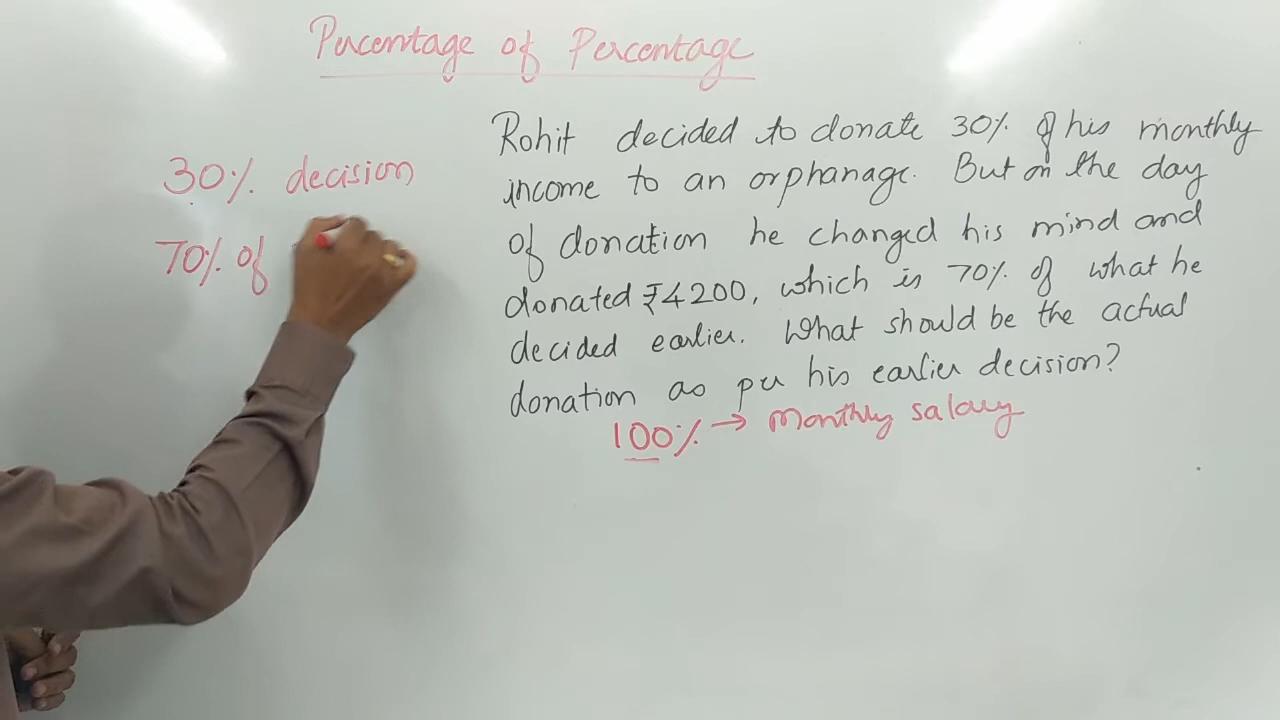 Percentage of Percentage
30% decision
70% of
Rohit decided to donate 30% of his monthly
income to an orphanage. But on the day
of donation he changed his mind and
donated ₹4200, which is 70% of what he
decided earlier. What should be the actual
donation as per his earlier decision?
100% → Monthly salary